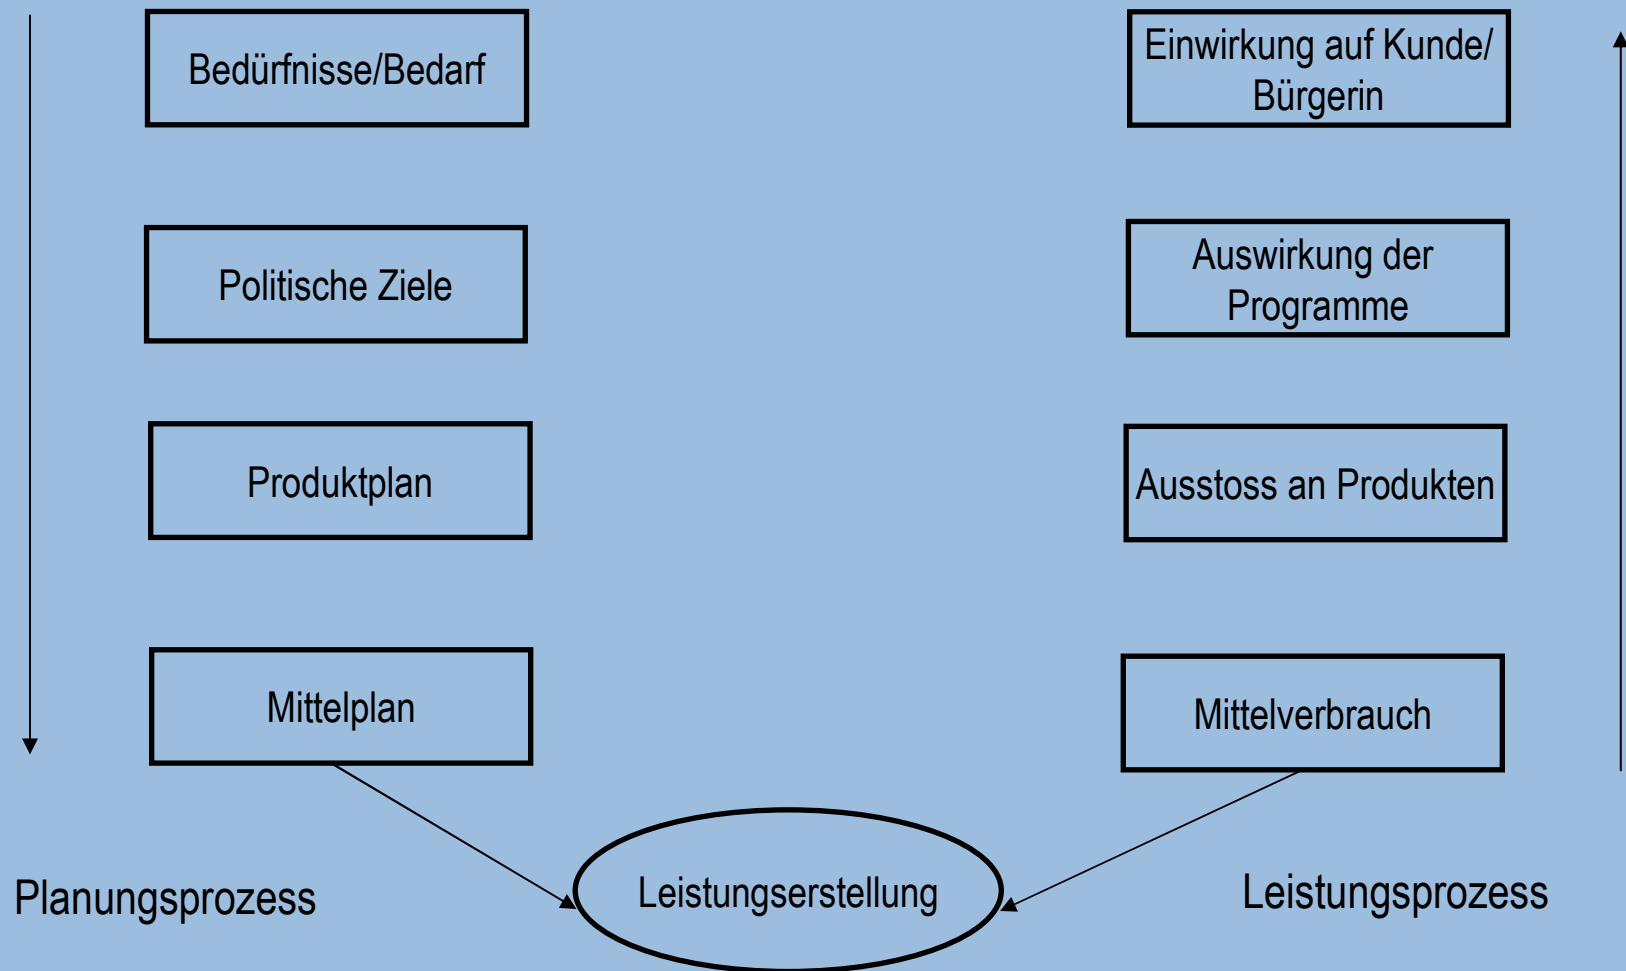 Bedürfnisse/Bedarf
Politische Ziele
Produktplan
Mittelplan
Planungsprozess
Leistungserstellung
Einwirkung auf Kunde/
Bürgerin
Auswirkung der
Programme
Ausstoss an Produkten
Mittelverbrauch
Leistungsprozess